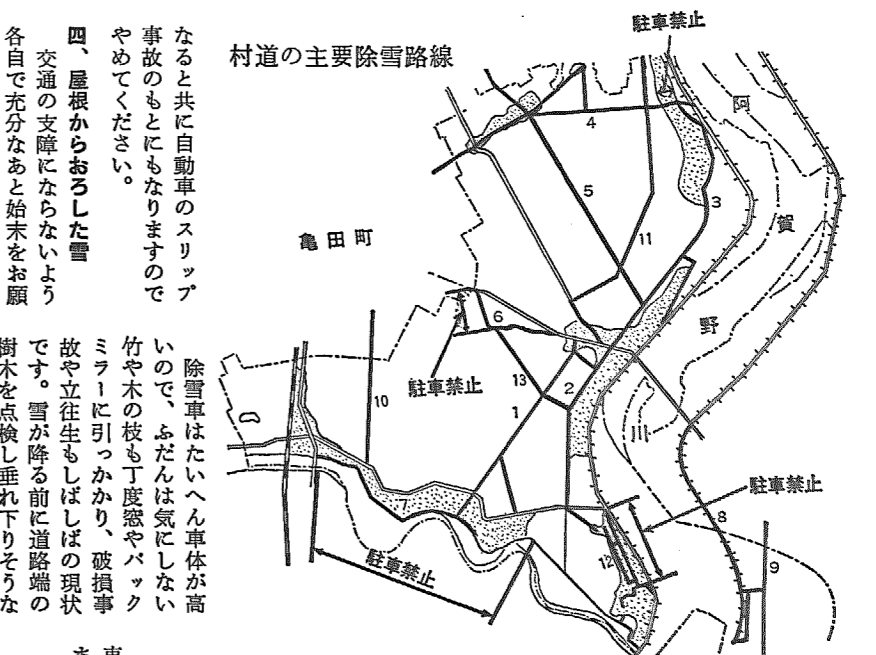 村道の主要除雪路線
駐車禁止
阿
賀
野
川
亀田町
駐車禁止
駐車禁止
駐車禁止
1
2
3
4
5
6
7
8
9
10
11
12
13
なると共に自動車のスリップ
事故のもとにもなりますので
やめてください。
四、屋根からおろした雪
交通の支障にならないよう
各自で充分なあと始末をお願
除雪車はたいへん車体が高
いので、ふだんは気にしない
竹や木の枝も丁度窓やバック
ミラーに引っかかり、破損事
故や立往生もしばしばの現状
です。雪が降る前に道路端の
樹木を点検し垂れ下りそうな